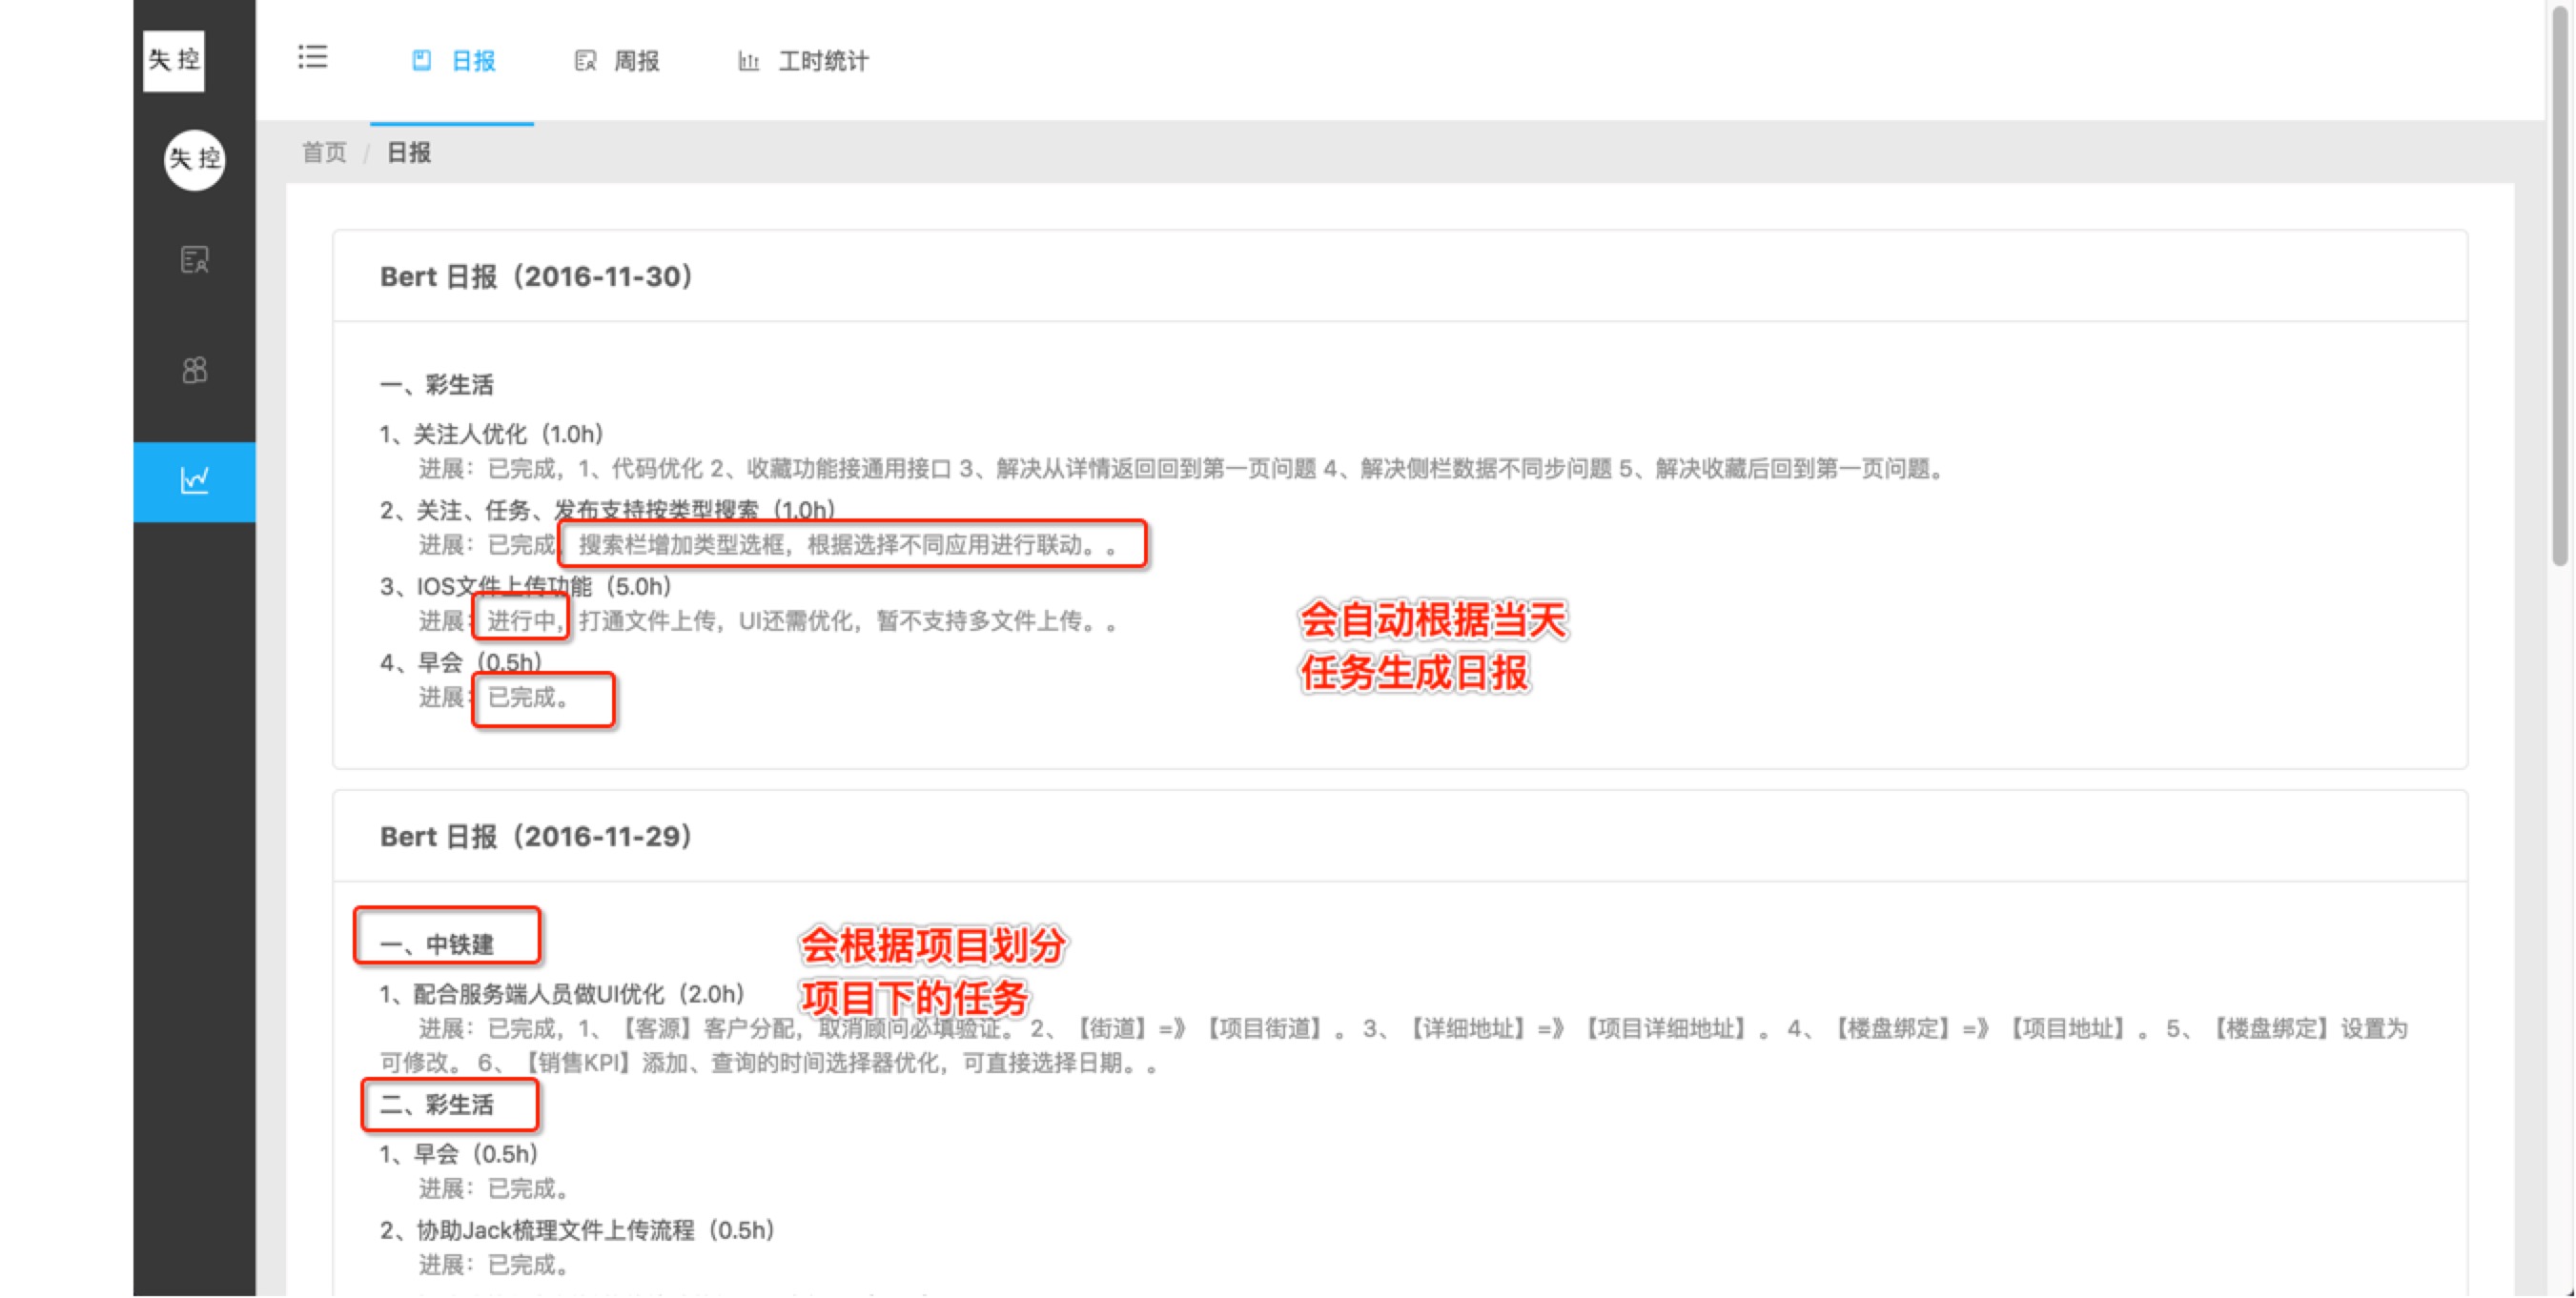 失控
日报
周报
工时统计
失控
首页 / 日报
Bert 日报（2016-11-30）
一、彩生活
1、关注人优化（1.0h）
进展：已完成，1、代码优化 2、收藏功能接通用接口 3、解决从详情返回回到第一页问题 4、解决侧栏数据不同步问题 5、解决收藏后回到第一页问题。
2、关注、任务、发布支持按类型搜索（1.0h）
进展：已完成，搜索栏增加类型选框，根据选择不同应用进行联动。。
3、IOS文件上传功能（5.0h）
进展：进行中，打通文件上传，UI还需优化，暂不支持多文件上传。。
4、早会（0.5h）
进展：已完成。
会自动根据当天
任务生成日报
Bert 日报（2016-11-29）
一、中铁建
会根据项目划分
项目下的任务
1、配合服务端人员做UI优化（2.0h）
进展：已完成，1、【客源】客户分配，取消顾问必填验证。 2、【街道】=》【项目街道】。 3、【详细地址】=》【项目详细地址】。 4、【楼盘绑定】=》【项目地址】。 5、【楼盘绑定】设置为
可修改。 6、【销售KPI】添加、查询的时间选择器优化，可直接选择日期。。
二、彩生活
1、早会（0.5h）
进展：已完成。
2、协助Jack梳理文件上传流程（0.5h）
进展：已完成。